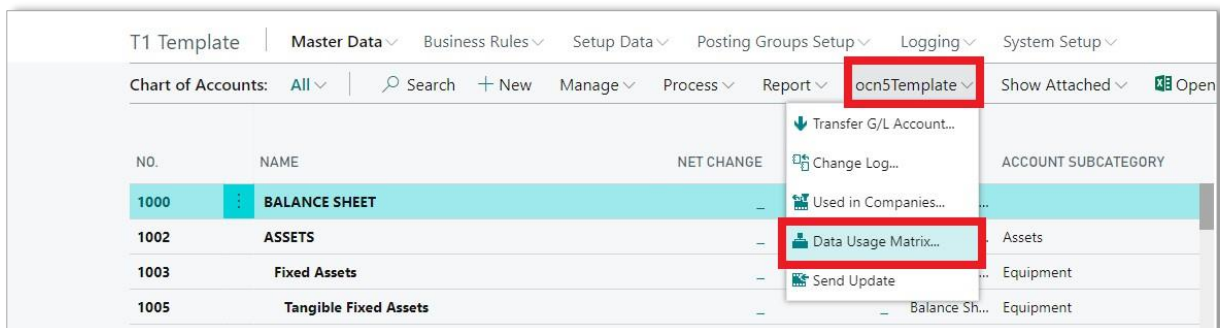 T1 Template Master Data Business Rules Setup Data Posting Groups Setup Logging System Setup
Chart of Accounts: All Search + New Manage Process Report ocn5Template Show Attached Open
Transfer G/L Account...
NO. NAME NET CHANGE Change Log... ACCOUNT SUBCATEGORY
1000 BALANCE SHEET _ Used in Companies... ...
1002 ASSETS _ Data Usage Matrix... . Assets
1003 Fixed Assets _ ... Equipment
Send Update
1005 Tangible Fixed Assets _ _ Balance Sh... Equipment